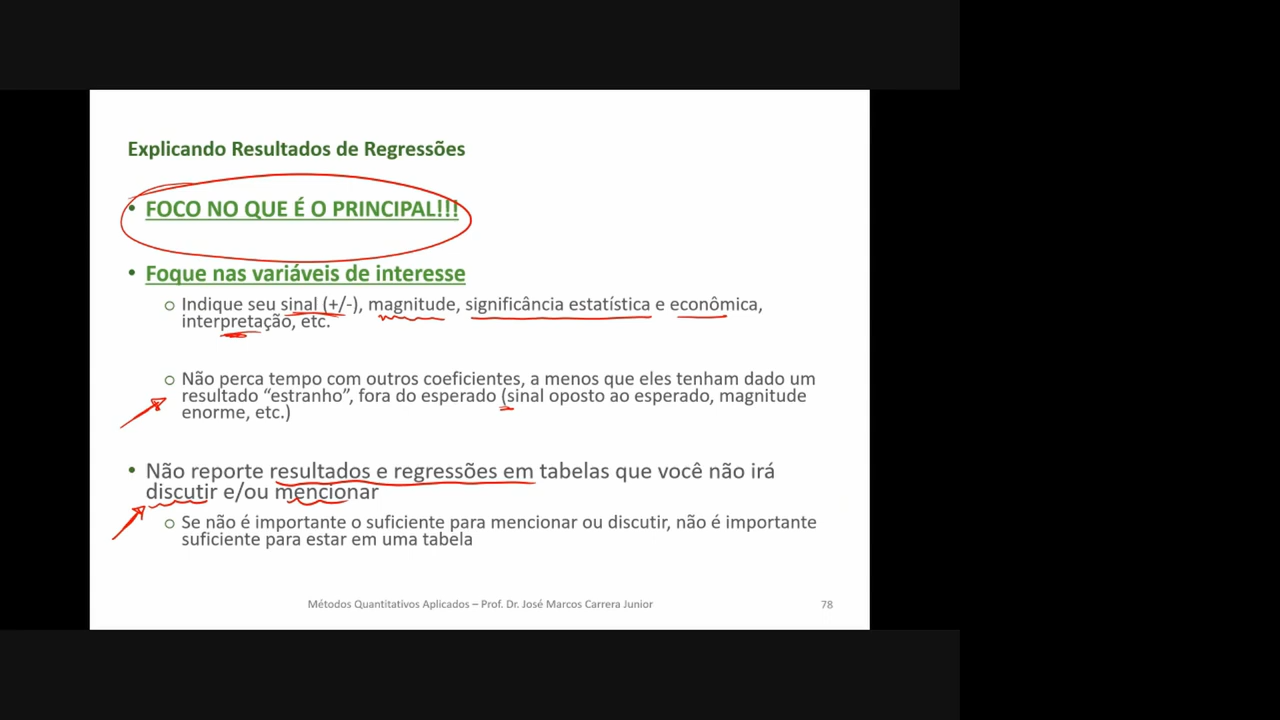 Explicando Resultados de Regressões
• FOCO NO QUE É O PRINCIPAL!!!
• Foque nas variáveis de interesse
o Indique seu sinal (+/-), magnitude, significância estatística e econômica,
interpretação, etc.
o Não perca tempo com outros coeficientes, a menos que eles tenham dado um
resultado “estranho”, fora do esperado (sinal oposto ao esperado, magnitude
enorme, etc.)
• Não reporte resultados e regressões em tabelas que você não irá
discutir e/ou mencionar
o Se não é importante o suficiente para mencionar ou discutir, não é importante
suficiente para estar em uma tabela
Métodos Quantitativos Aplicados – Prof. Dr. José Marcos Carrera Junior
78